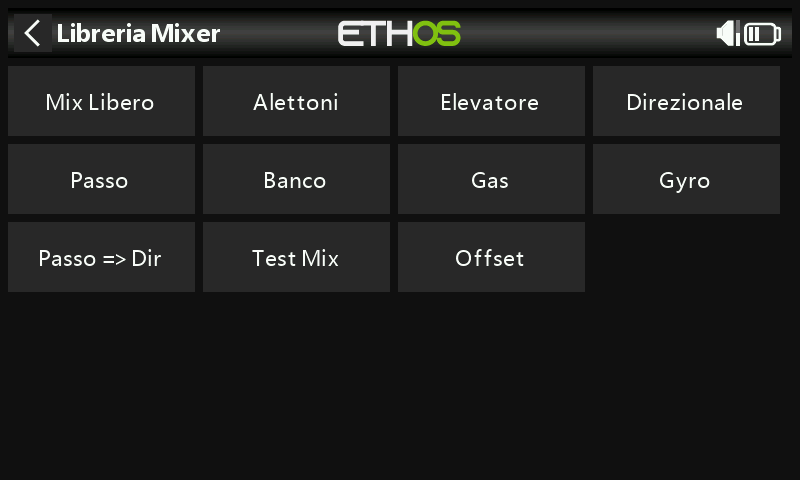 Libreria Mixer
ETHOS
Mix Libero
Alettoni
Elevatore
Direzionale
Passo
Banco
Gas
Gyro
Passo => Dir
Test Mix
Offset